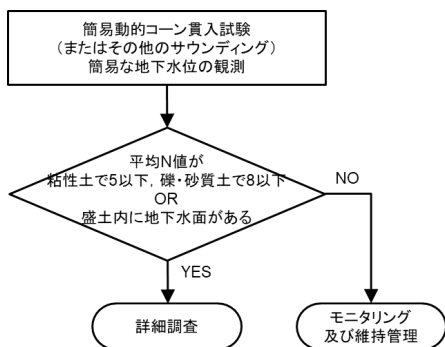 簡易動的コーン貫入試験
（またはその他のサウンディング）
簡易な地下水位の観測
平均N値が
粘性土で5以下，礫・砂質土で8以下
OR
盛土内に地下水面がある
NO
YES
詳細調査
モニタリング
及び維持管理